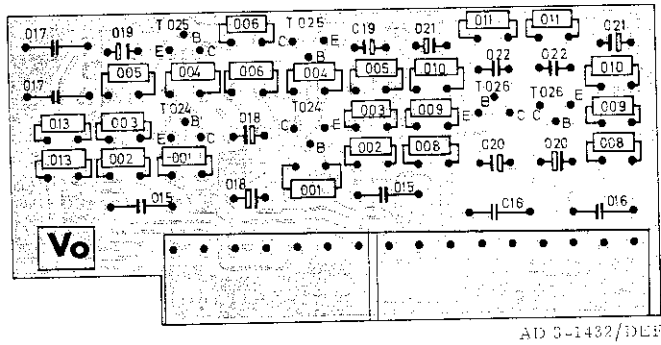 017 019 T025 006 T025 C19 021 011 011 021
B E C C B E
022 022
005 004 006 004 005 010 010
017 T026 T026
B E C C B E
013 003 T024 018 T024 003 009 009
B E C C B E
013 002 001 002 008 C20 020 008
018 001 015
015 C16 016
Vo
AD 3-1432/DEF